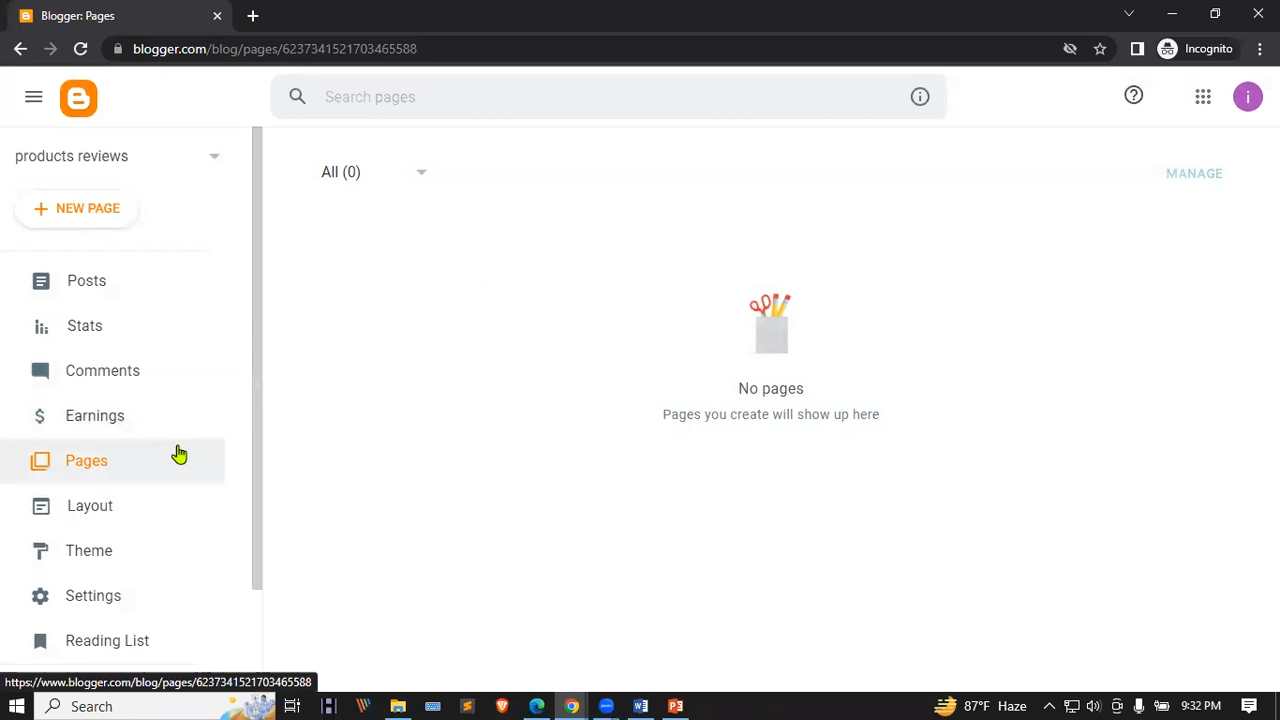 Blogger: Pages
blogger.com/blog/pages/6237341521703465588
Incognito
Search pages
i
products reviews
All (0)
MANAGE
NEW PAGE
Posts
Stats
Comments
Earnings
Pages
Layout
Theme
Settings
Reading List
No pages
Pages you create will show up here
https://www.blogger.com/blog/pages/6237341521703465588
Search
87°F Haze
9:32 PM